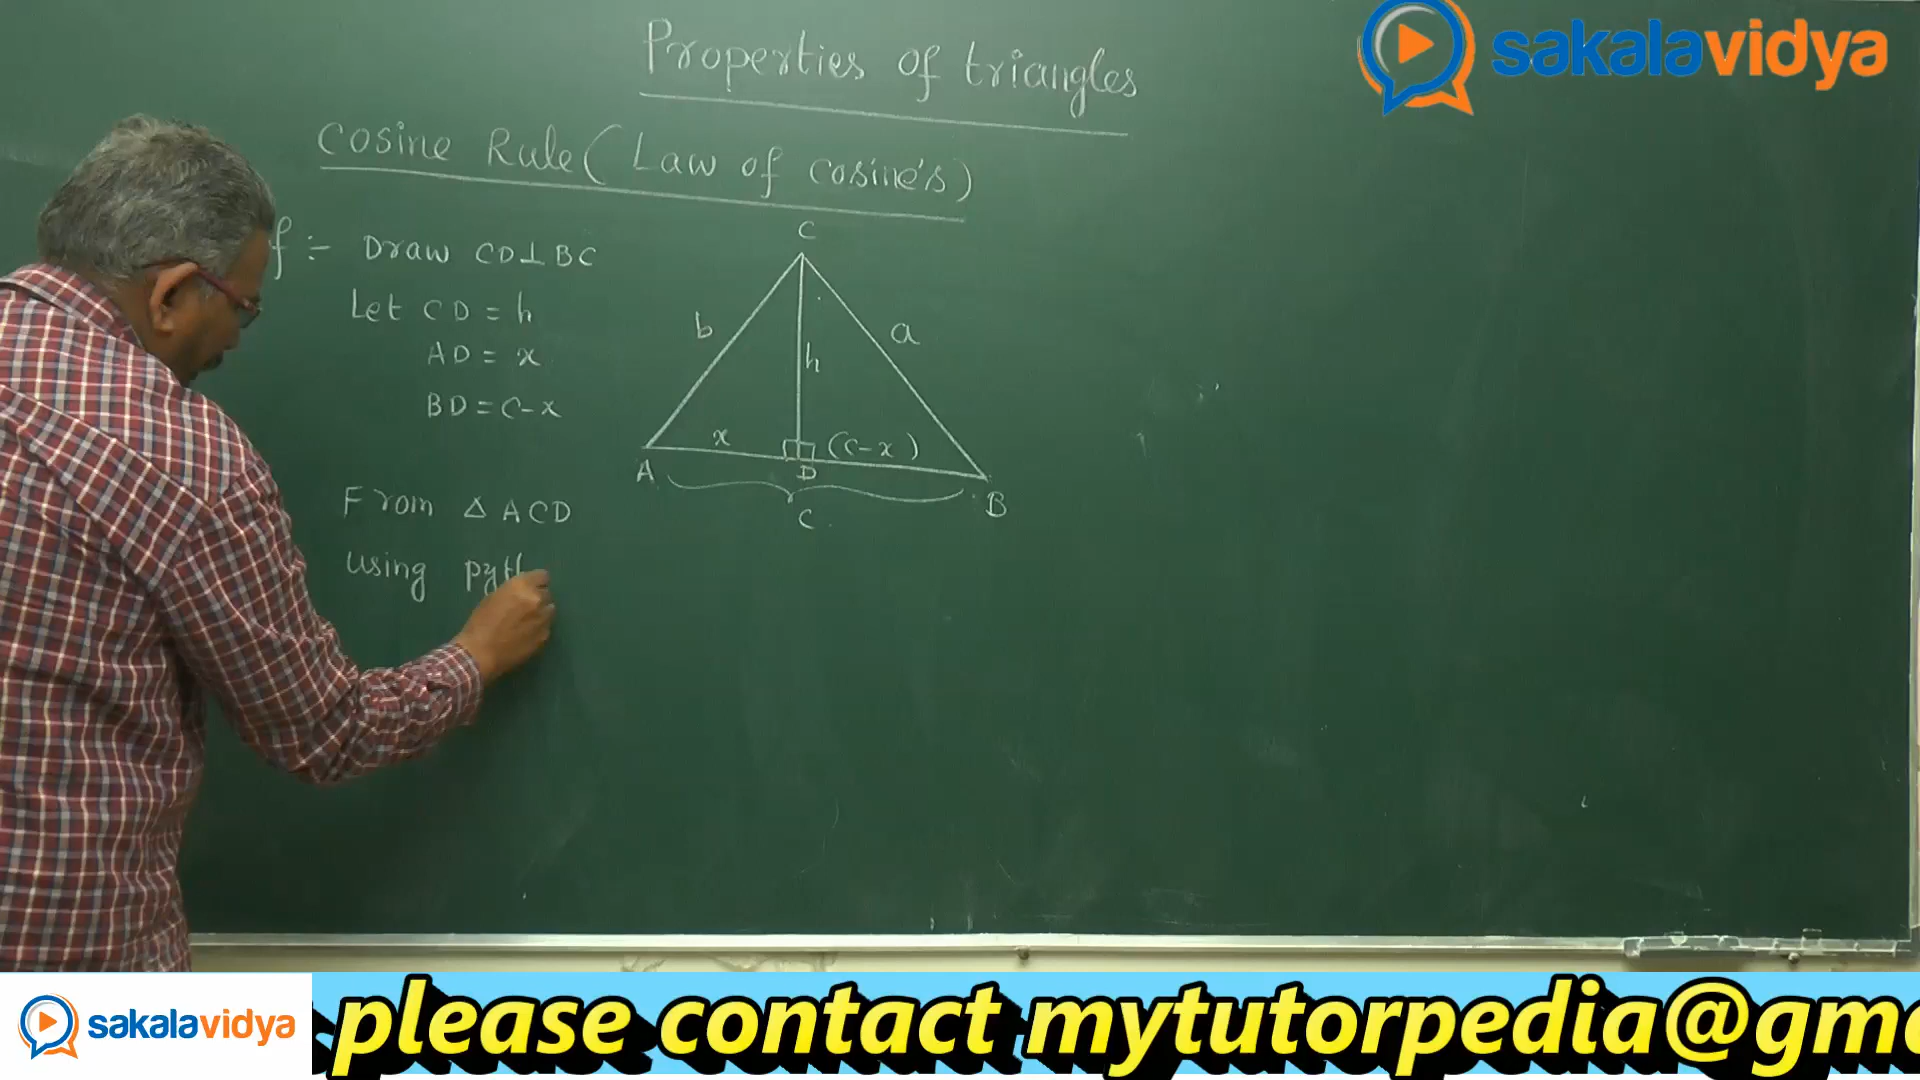 sakalavidya
Properties of triangles
Cosine Rule ( Law of cosine's )
f :- Draw CD⊥BC
Let CD = h
AD = x
BD = C-x
From △ ACD
using pyth
C
b
a
h
x
(C-x)
A
D
B
C
sakalavidya
please contact mytutorpedia@gma